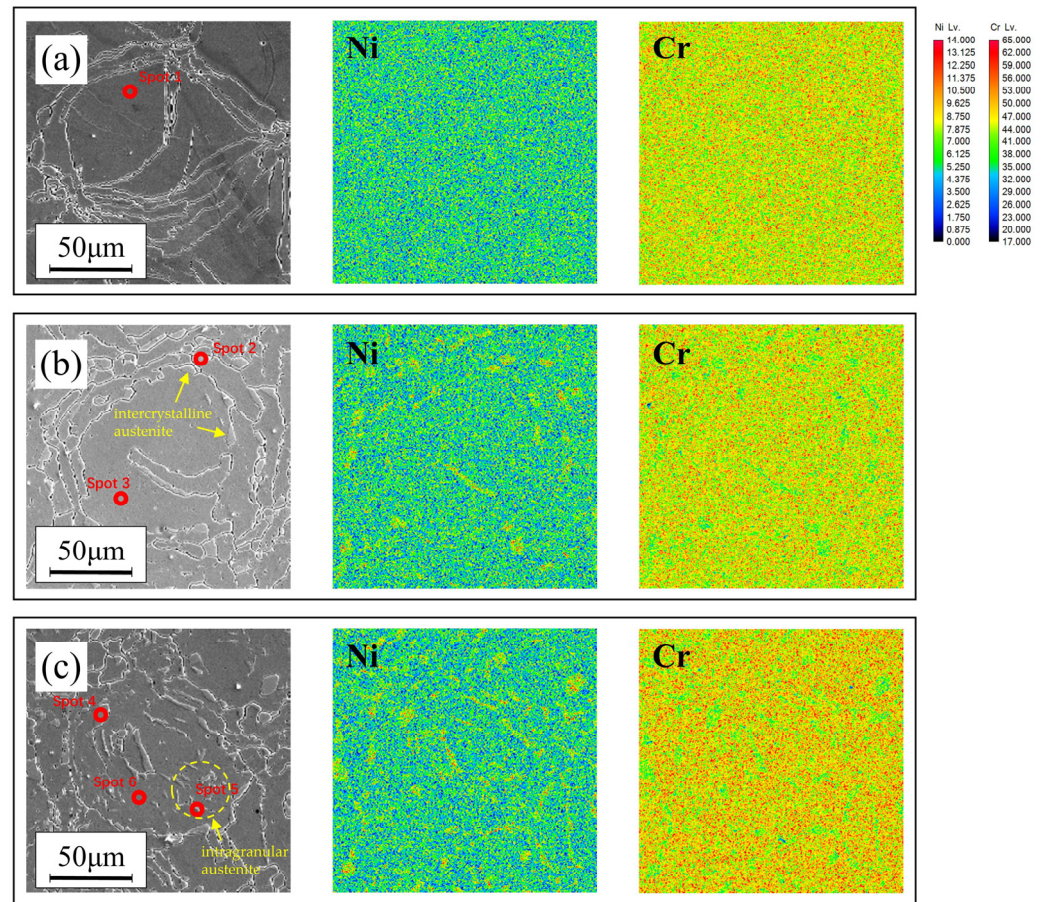 (a)
Spot 1
50μm
Ni
Cr
Ni Lv.
14.000
13.125
12.250
11.375
10.500
9.625
8.750
7.875
7.000
6.125
5.250
4.375
3.500
2.625
1.750
0.875
0.000
Cr Lv.
65.000
62.000
59.000
56.000
53.000
50.000
47.000
44.000
41.000
38.000
35.000
32.000
29.000
26.000
23.000
20.000
17.000
(b)
Spot 2
intercrystalline
austenite
Spot 3
50μm
Ni
Cr
(c)
Spot 4
Spot 6
Spot 5
intragranular
austenite
50μm
Ni
Cr